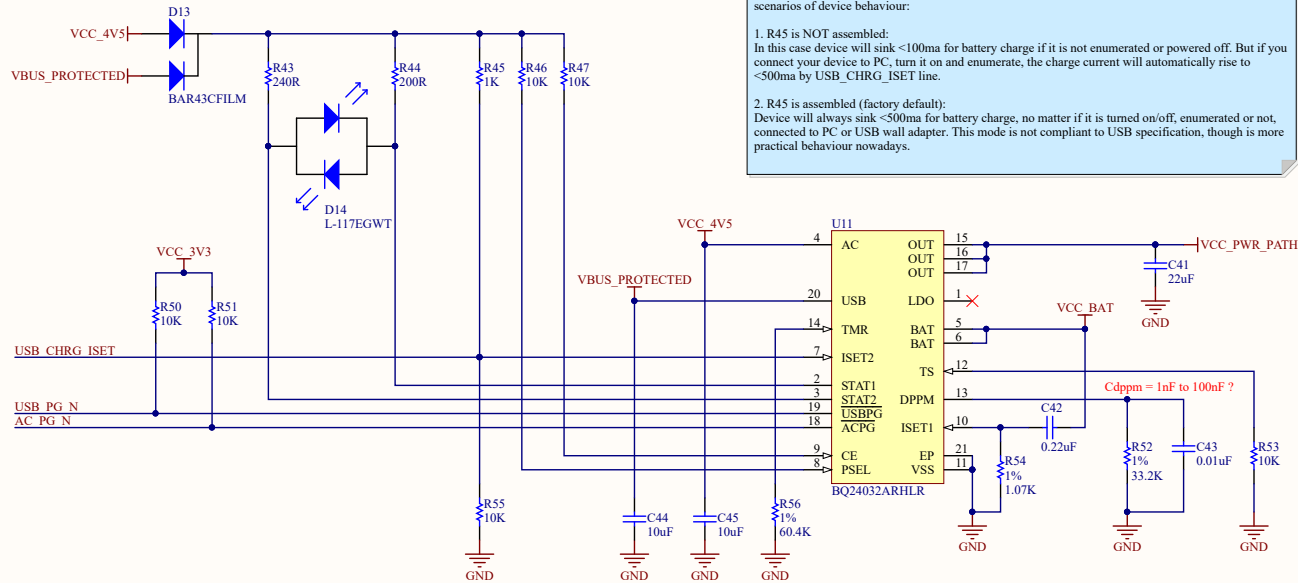 scenarios of device behaviour:
1. R45 is NOT assembled:
In this case device will sink <100ma for battery charge if it is not enumerated or powered off. But if you
connect your device to PC, turn it on and enumerate, the charge current will automatically rise to
<500ma by USB_CHRG_ISET line.
2. R45 is assembled (factory default):
Device will always sink <500ma for battery charge, no matter if it is turned on/off, enumerated or not,
connected to PC or USB wall adapter. This mode is not compliant to USB specification, though is more
practical behaviour nowadays.
D13
VCC_4V5
VBUS_PROTECTED
BAR43CFILM
R43
240R
R44
200R
R45
1K
R46
10K
R47
10K
D14
L-117EGWT
VCC_3V3
R50
10K
R51
10K
USB_CHRG_ISET
USB_PG_N
AC_PG_N
R55
10K
GND
VBUS_PROTECTED
C44
10uF
GND
VCC_4V5
C45
10uF
GND
R56
1%
60.4K
GND
U11
4 AC
20 USB
14 TMR
7 ISET2
2 STAT1
3 STAT2
19 USBPG
18 ACPG
9 CE
8 PSEL
OUT 15
OUT 16
OUT 17
LDO 1
BAT 5
BAT 6
TS 12
DPPM 13
ISET1 10
EP 21
VSS 11
BQ24032ARHLR
VCC_PWR_PATH
C41
22uF
GND
VCC_BAT
Cdppm = 1nF to 100nF ?
C42
0.22uF
R54
1%
1.07K
GND
R52
1%
33.2K
C43
0.01uF
GND
R53
10K
GND